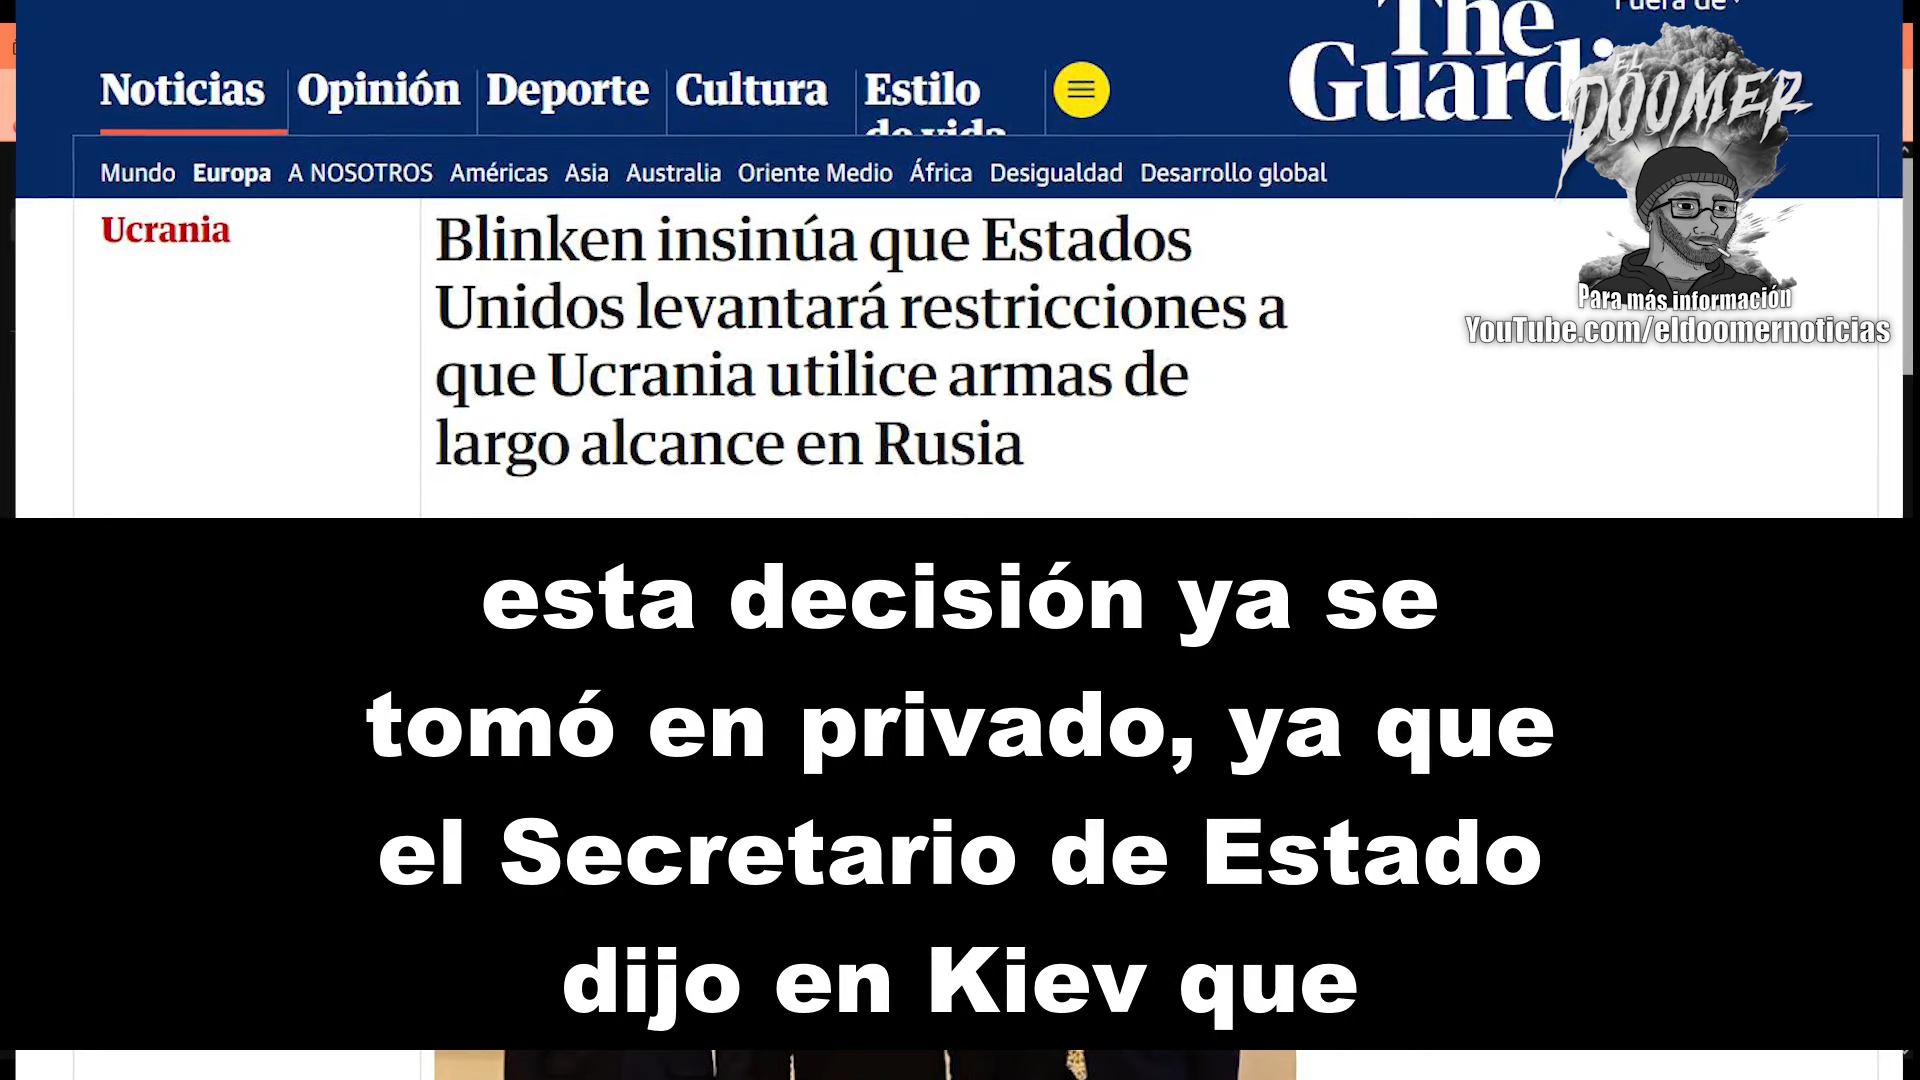 The
Guard
Noticias
Opinión
Deporte
Cultura
Estilo
de vida
Mundo Europa A NOSOTROS Américas Asia Australia Oriente Medio África Desigualdad Desarrollo global
EL
DOOMER
Para más información
YouTube.com/eldoomernoticias
Ucrania
Blinken insinúa que Estados
Unidos levantará restricciones a
que Ucrania utilice armas de
largo alcance en Rusia
esta decisión ya se
tomó en privado, ya que
el Secretario de Estado
dijo en Kiev que